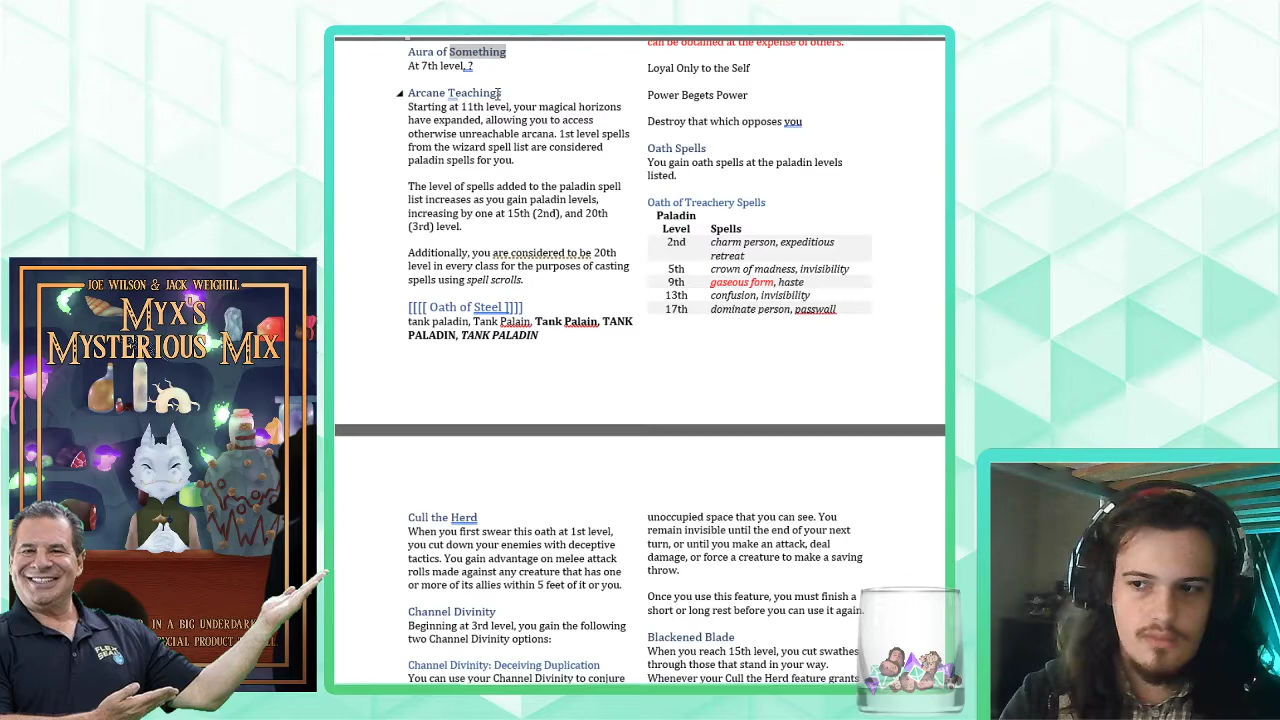 Aura of Something
At 7th level, ?
Arcane Teachings
Starting at 11th level, your magical horizons
have expanded, allowing you to access
otherwise unreachable arcana. 1st level spells
from the wizard spell list are considered
paladin spells for you.
The level of spells added to the paladin spell
list increases as you gain paladin levels,
increasing by one at 15th (2nd), and 20th
(3rd) level.
Additionally, you are considered to be 20th
level in every class for the purposes of casting
spells using spell scrolls.
[[[[ Oath of Steel ]]]]
tank paladin, Tank Palain, Tank Palain, TANK
PALADIN, TANK PALADIN
can be obtained at the expense of others.
Loyal Only to the Self
Power Begets Power
Destroy that which opposes you
Oath Spells
You gain oath spells at the paladin levels
listed.
Oath of Treachery Spells
Paladin
Level Spells
2nd charm person, expeditious
retreat
5th crown of madness, invisibility
9th gaseous form, haste
13th confusion, invisibility
17th dominate person, passwall
Cull the Herd
When you first swear this oath at 1st level,
you cut down your enemies with deceptive
tactics. You gain advantage on melee attack
rolls made against any creature that has one
or more of its allies within 5 feet of it or you.
Channel Divinity
Beginning at 3rd level, you gain the following
two Channel Divinity options:
Channel Divinity: Deceiving Duplication
You can use your Channel Divinity to conjure
unoccupied space that you can see. You
remain invisible until the end of your next
turn, or until you make an attack, deal
damage, or force a creature to make a saving
throw.
Once you use this feature, you must finish a
short or long rest before you can use it again.
Blackened Blade
When you reach 15th level, you cut swathes
through those that stand in your way.
Whenever your Cull the Herd feature grants
JOE WILSON & JACK WEIGHILL
MYX'S
MYSTERIOUS MIX
IN A BIG UNDERDARK
PRODUCT
FLEX
SEAL